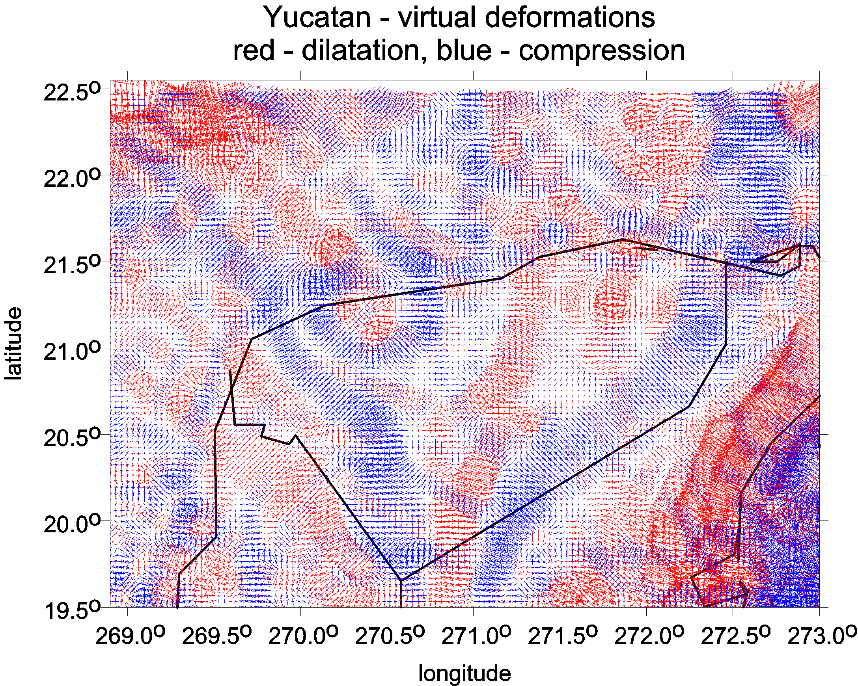 Yucatan - virtual deformations
red - dilatation, blue - compression
22.5º
22.0º
21.5º
21.0º
20.5º
20.0º
19.5º
latitude
269.0º 269.5º 270.0º 270.5º 271.0º 271.5º 272.0º 272.5º 273.0º
longitude